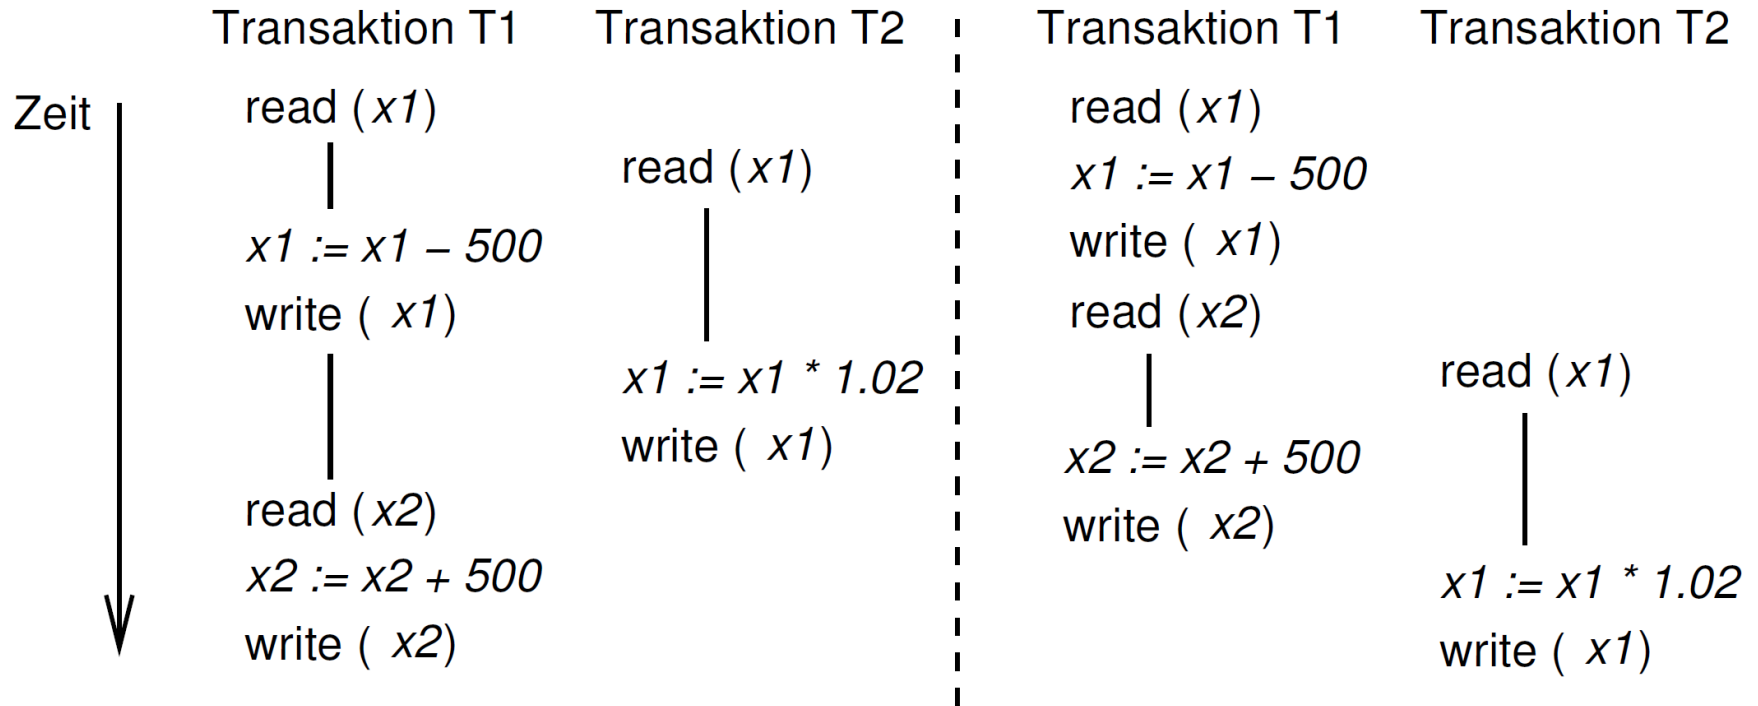 Transaktion T1 Transaktion T2
Zeit
read (x1)
read (x1)
x1 := x1 – 500
write ( x1)
x1 := x1 * 1.02
write ( x1)
read (x2)
x2 := x2 + 500
write ( x2)
Transaktion T1 Transaktion T2
read (x1)
x1 := x1 – 500
write ( x1)
read (x2)
read (x1)
x2 := x2 + 500
write ( x2)
x1 := x1 * 1.02
write ( x1)